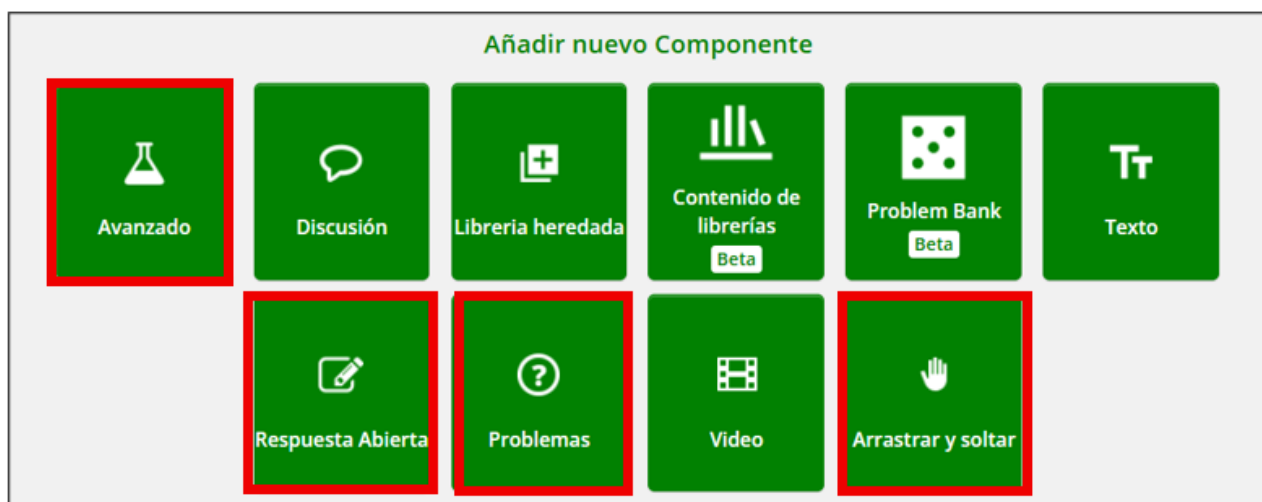 Añadir nuevo Componente
Avanzado
Discusión
Libreria heredada
Contenido de
librerías
Beta
Problem Bank
Beta
Texto
Respuesta Abierta
Problemas
Video
Arrastrar y soltar